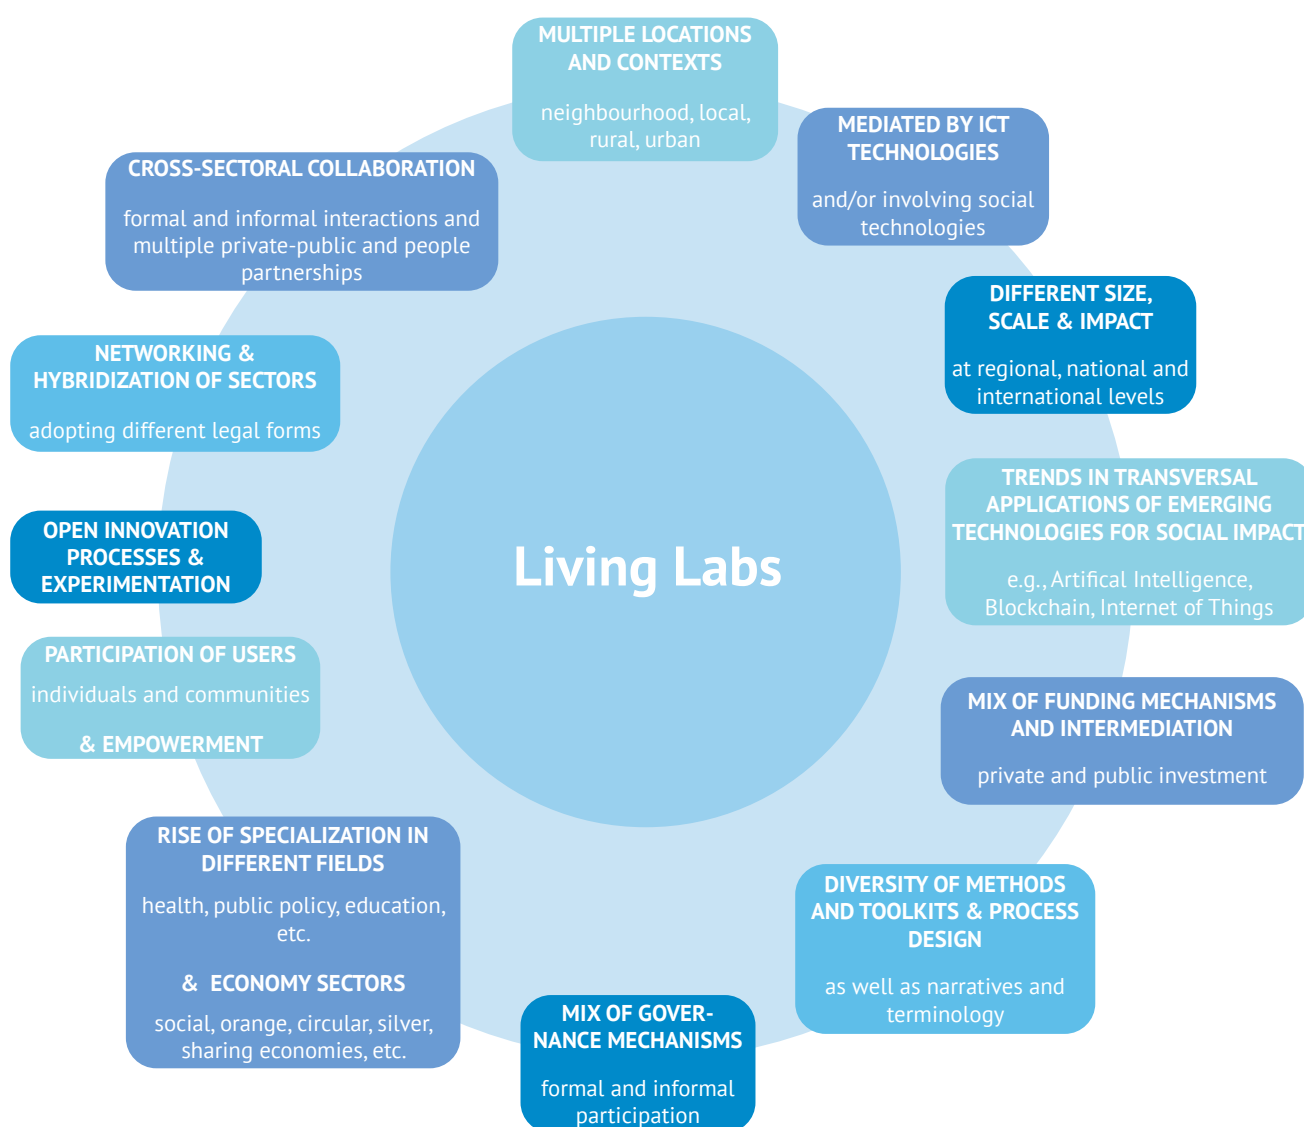 MULTIPLE LOCATIONS
AND CONTEXTS
neighbourhood, local,
rural, urban
MEDIATED BY ICT
TECHNOLOGIES
and/or involving social
technologies
DIFFERENT SIZE,
SCALE & IMPACT
at regional, national and
international levels
TRENDS IN TRANSVERSAL
APPLICATIONS OF EMERGING
TECHNOLOGIES FOR SOCIAL IMPACT
e.g., Artifical Intelligence,
Blockchain, Internet of Things
MIX OF FUNDING MECHANISMS
AND INTERMEDIATION
private and public investment
DIVERSITY OF METHODS
AND TOOLKITS & PROCESS
DESIGN
as well as narratives and
terminology
MIX OF GOVER-
NANCE MECHANISMS
formal and informal
participation
RISE OF SPECIALIZATION IN
DIFFERENT FIELDS
health, public policy, education,
etc.
& ECONOMY SECTORS
social, orange, circular, silver,
sharing economies, etc.
PARTICIPATION OF USERS
individuals and communities
& EMPOWERMENT
OPEN INNOVATION
PROCESSES &
EXPERIMENTATION
NETWORKING &
HYBRIDIZATION OF SECTORS
adopting different legal forms
CROSS-SECTORAL COLLABORATION
formal and informal interactions and
multiple private-public and people
partnerships
Living Labs